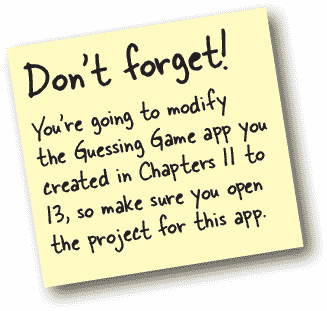 Don't forget!
You're going to modify
the Guessing Game app you
created in Chapters 11 to
13, so make sure you open
the project for this app.